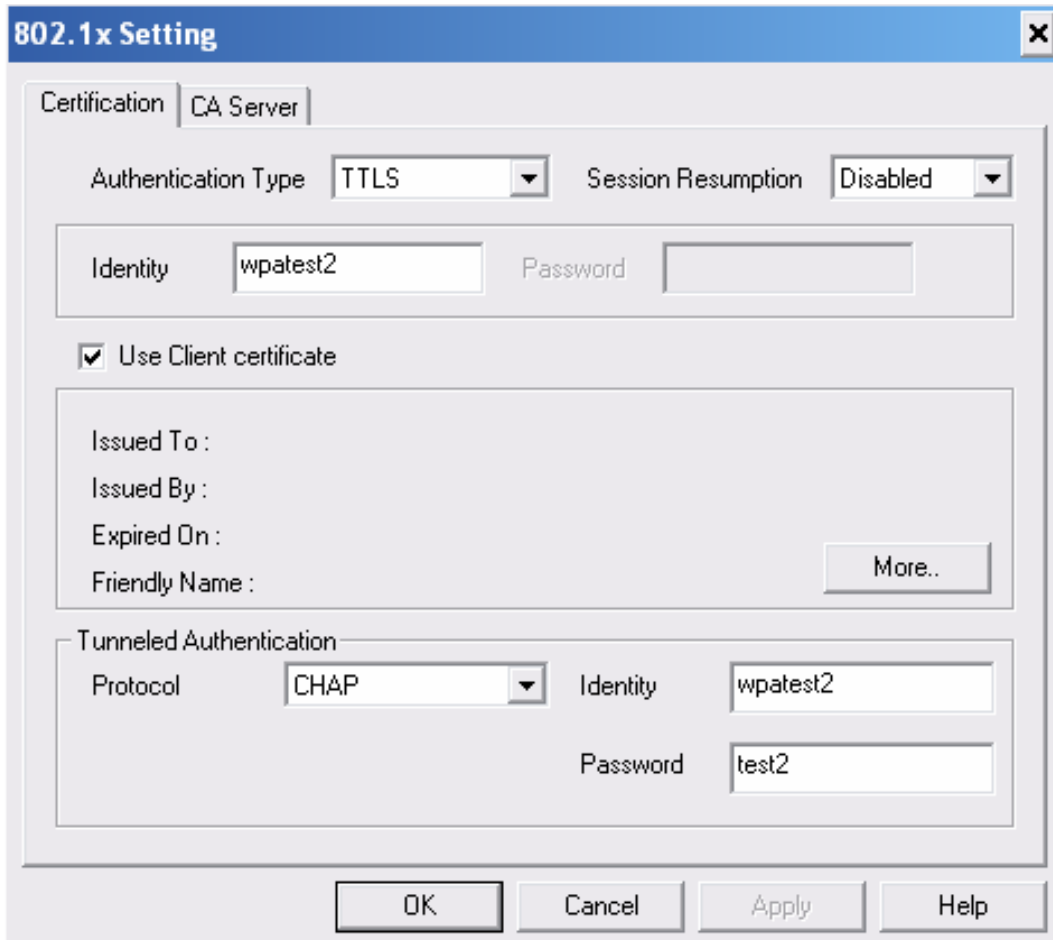 802.1x Setting
Certification CA Server
Authentication Type TTLS Session Resumption Disabled
Identity wpatest2 Password
Use Client certificate
Issued To :
Issued By :
Expired On :
Friendly Name :
More..
Tunneled Authentication
Protocol CHAP Identity wpatest2
Password test2
OK Cancel Apply Help